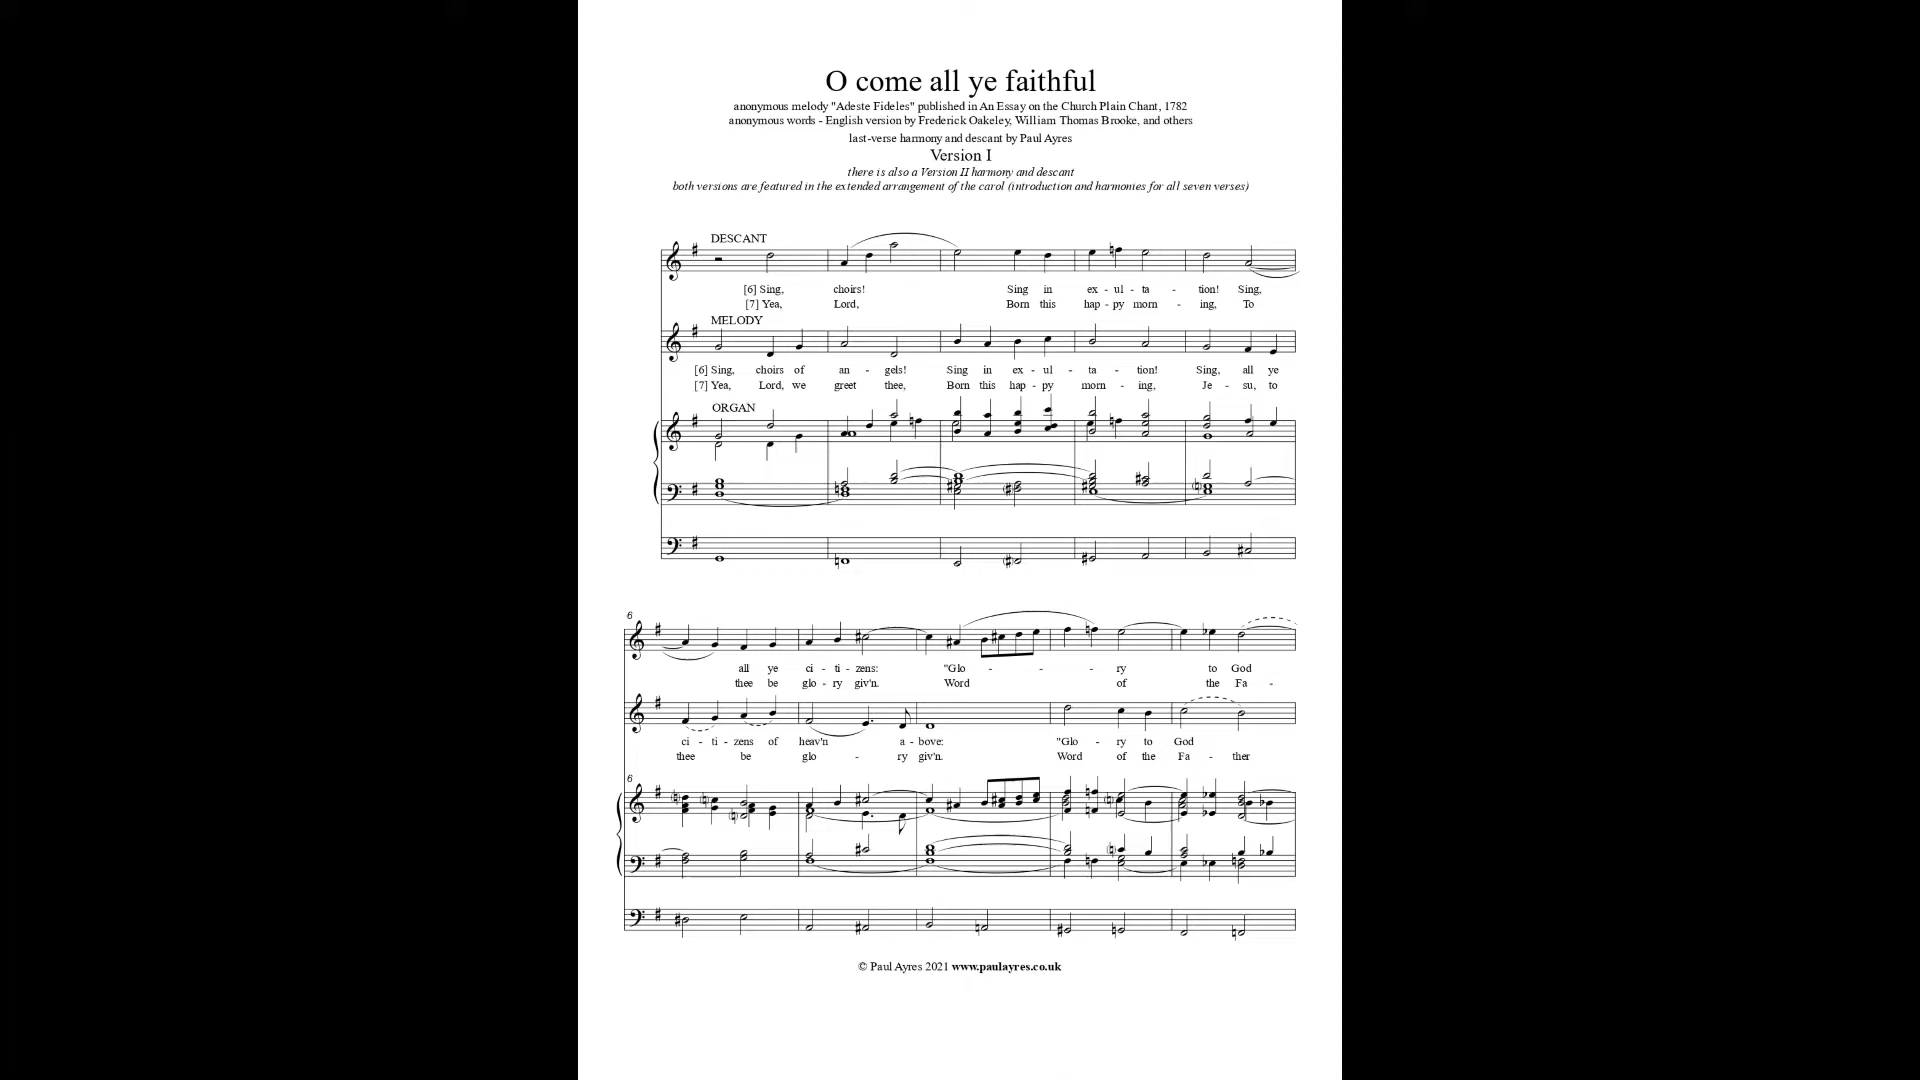 O come all ye faithful
anonymous melody "Adeste Fideles" published in An Essay on the Church Plain Chant, 1782
anonymous words - English version by Frederick Oakeley, William Thomas Brooke, and others
last-verse harmony and descant by Paul Ayres
Version I
there is also a Version II harmony and descant
both versions are featured in the extended arrangement of the carol (introduction and harmonies for all seven verses)
DESCANT
[6] Sing, choirs! Sing in ex - ul - ta - tion! Sing,
[7] Yea, Lord, Born this hap - py morn - ing, To
MELODY
[6] Sing, choirs of an - gels! Sing in ex - ul - ta - tion! Sing, all ye
[7] Yea, Lord, we greet thee, Born this hap - py morn - ing, Je - su, to
ORGAN
6
all ye ci - ti - zens: "Glo - - - ry to God
thee be glo - ry giv'n. Word of the Fa -
ci - ti - zens of heav'n a - bove: "Glo - ry to God
thee be glo - ry giv'n. Word of the Fa - ther
6
© Paul Ayres 2021 www.paulayres.co.uk